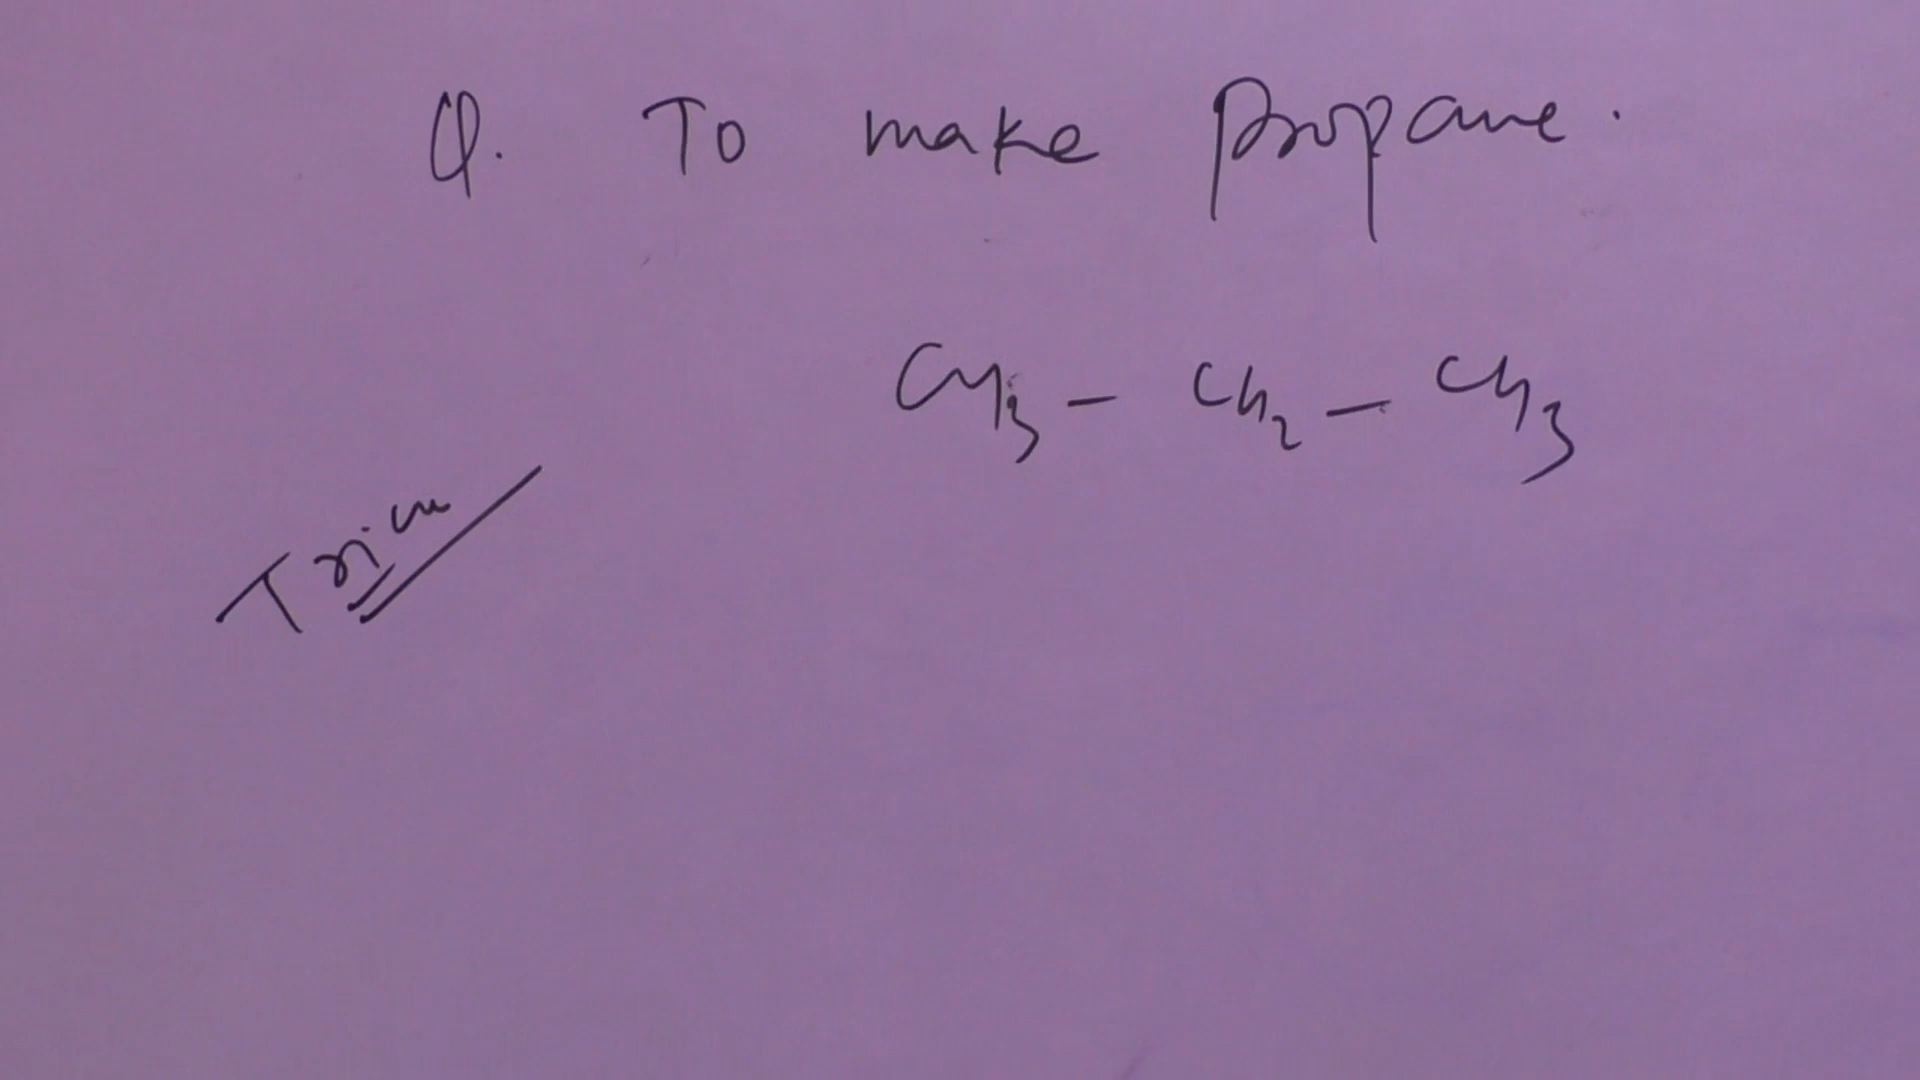 Q. To make propane.
CH3 - CH2 - CH3